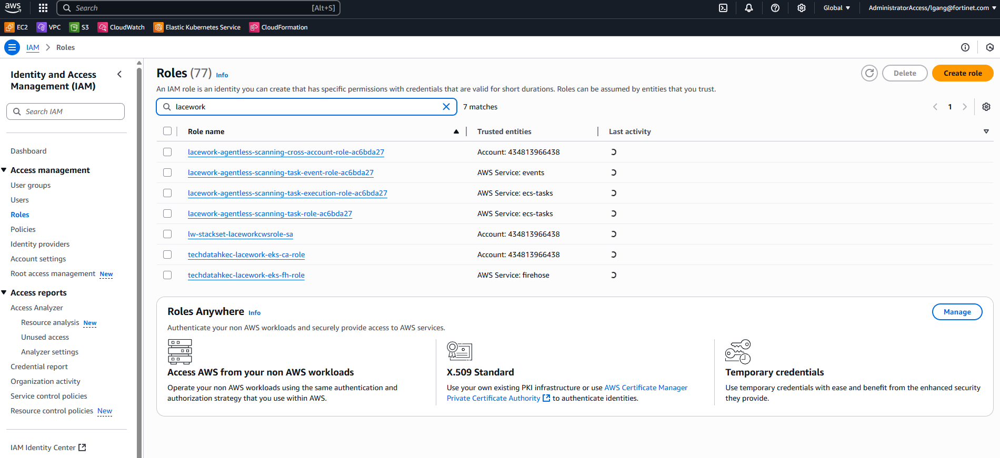 aws
Search
[Alt+S]
Global
AdministratorAccess/lgang@fortinet.com
EC2
VPC
S3
CloudWatch
Elastic Kubernetes Service
CloudFormation
IAM
Roles
Identity and Access
Management (IAM)
Search IAM
Dashboard
Access management
User groups
Users
Roles
Policies
Identity providers
Account settings
Root access management New
Access reports
Access Analyzer
Resource analysis New
Unused access
Analyzer settings
Credential report
Organization activity
Service control policies
Resource control policies New
IAM Identity Center
Roles (77) Info
Delete
Create role
An IAM role is an identity you can create that has specific permissions with credentials that are valid for short durations. Roles can be assumed by entities that you trust.
lacework
7 matches
1
Role name
Trusted entities
Last activity
lacework-agentless-scanning-cross-account-role-ac6bda27
Account: 434813966438
lacework-agentless-scanning-task-event-role-ac6bda27
AWS Service: events
lacework-agentless-scanning-task-execution-role-ac6bda27
AWS Service: ecs-tasks
lacework-agentless-scanning-task-role-ac6bda27
AWS Service: ecs-tasks
lw-stackset-laceworkcwsrole-sa
Account: 434813966438
techdatahkec-lacework-eks-ca-role
Account: 434813966438
techdatahkec-lacework-eks-fh-role
AWS Service: firehose
Roles Anywhere Info
Manage
Authenticate your non AWS workloads and securely provide access to AWS services.
Access AWS from your non AWS workloads
Operate your non AWS workloads using the same authentication and
authorization strategy that you use within AWS.
X.509 Standard
Use your own existing PKI infrastructure or use AWS Certificate Manager
Private Certificate Authority to authenticate identities.
Temporary credentials
Use temporary credentials with ease and benefit from the enhanced security
they provide.